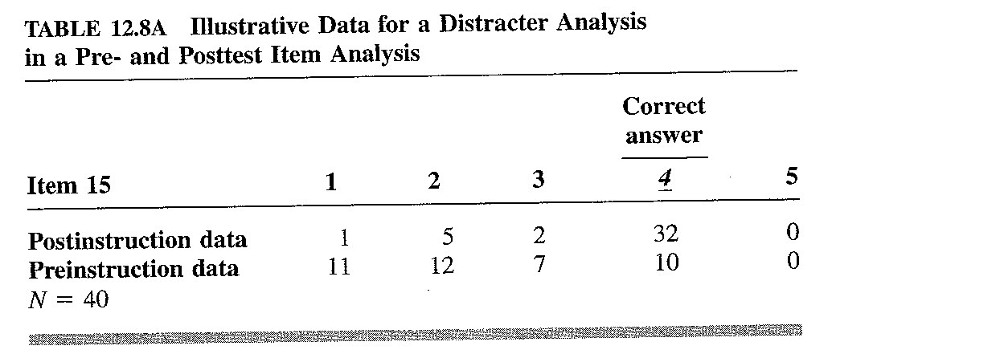 TABLE 12.8A Illustrative Data for a Distracter Analysis
in a Pre- and Posttest Item Analysis
Correct
answer
Item 15 1 2 3 4 5
Postinstruction data 1 5 2 32 0
Preinstruction data 11 12 7 10 0
N = 40